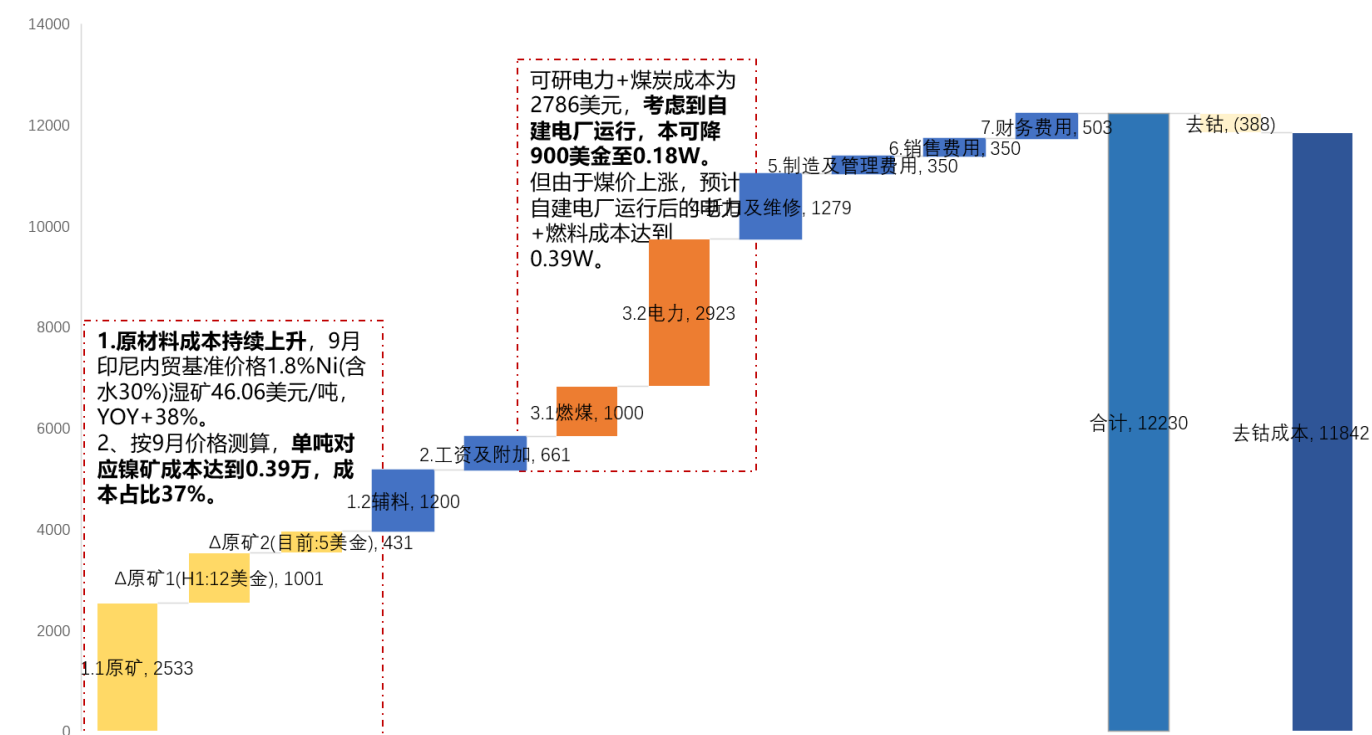 14000
12000
10000
8000
6000
4000
2000
0
可研电力+煤炭成本为
2786美元，考虑到自
建电厂运行，本可降
900美金至0.18W。
但由于煤价上涨，预计
自建电厂运行后的电力
+燃料成本达到
0.39W。
1.原材料成本持续上升，9月
印尼内贸基准价格1.8%Ni(含
水30%)湿矿46.06美元/吨，
YOY+38%。
2、按9月价格测算，单吨对
应镍矿成本达到0.39万，成
本占比37%。
1.1原矿, 2533
Δ原矿1(H1:12美金), 1001
Δ原矿2(目前:5美金), 431
1.2辅料, 1200
2.工资及附加, 661
3.1燃煤, 1000
3.2电力, 2923
及维修, 1279
5.制造及管理费用, 350
6.销售费用, 350
7.财务费用, 503
合计, 12230
去钴, (388)
去钴成本, 11842